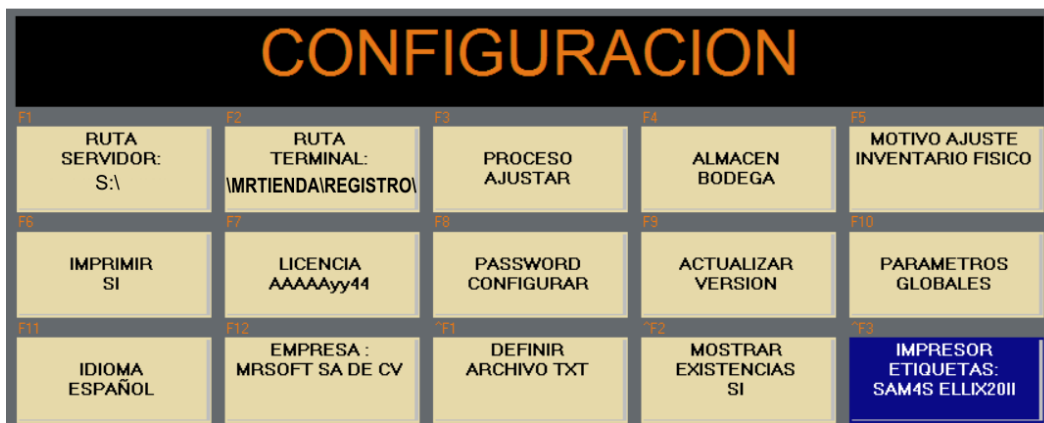 CONFIGURACION
F1
RUTA
SERVIDOR:
S:\
F2
RUTA
TERMINAL:
\MRTIENDA\REGISTRO\
F3
PROCESO
AJUSTAR
F4
ALMACEN
BODEGA
F5
MOTIVO AJUSTE
INVENTARIO FISICO
F6
IMPRIMIR
SI
F7
LICENCIA
AAAAAyy44
F8
PASSWORD
CONFIGURAR
F9
ACTUALIZAR
VERSION
F10
PARAMETROS
GLOBALES
F11
IDIOMA
ESPAÑOL
F12
EMPRESA :
MRSOFT SA DE CV
^F1
DEFINIR
ARCHIVO TXT
^F2
MOSTRAR
EXISTENCIAS
SI
^F3
IMPRESOR
ETIQUETAS:
SAM4S ELLIX20II